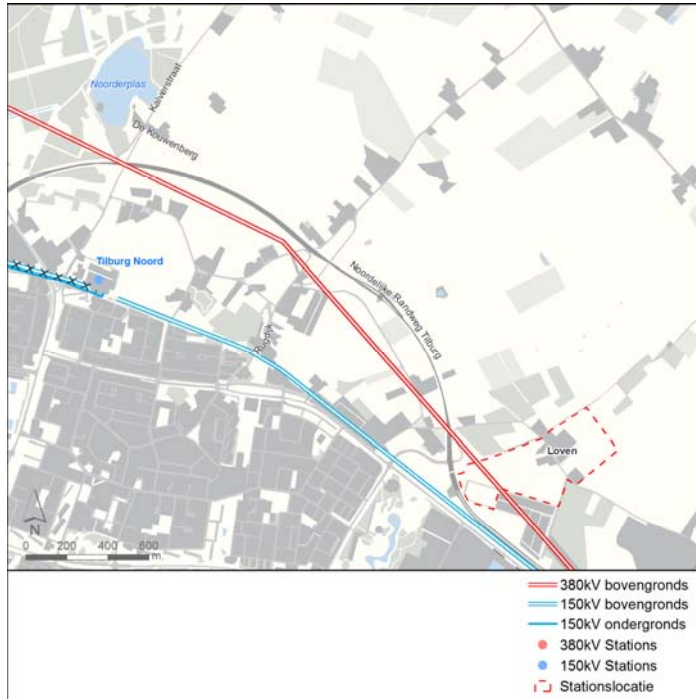 Noorderplas
Kalverstraat
De Kouwenberg
Tilburg Noord
Noordelijke Randweg Tilburg
Rugdijk
Loven
N
0 200 400 600
m.
380kV bovengronds
150kV bovengronds
150kV ondergronds
380kV Stations
150kV Stations
Stationslocatie